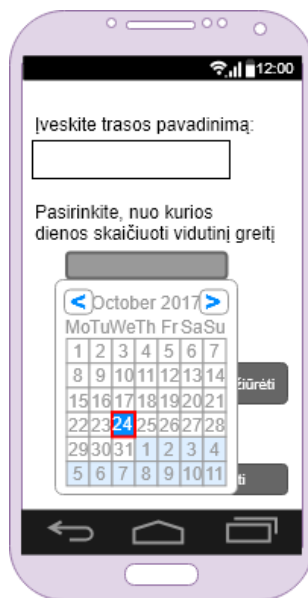 12:00
Įveskite trasos pavadinimą:
Pasirinkite, nuo kurios
dienos skaičiuoti vidutinį greitį
< October 2017 >
Mo Tu We Th Fr Sa Su
1 2 3 4 5 6 7
8 9 10 11 12 13 14
15 16 17 18 19 20 21
22 23 24 25 26 27 28
29 30 31 1 2 3 4
5 6 7 8 9 10 11
žiūrėti
ti